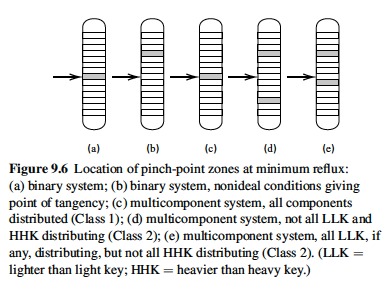 (a) (b) (c) (d) (e)
Figure 9.6 Location of pinch-point zones at minimum reflux:
(a) binary system; (b) binary system, nonideal conditions giving
point of tangency; (c) multicomponent system, all components
distributed (Class 1); (d) multicomponent system, not all LLK and
HHK distributing (Class 2); (e) multicomponent system, all LLK, if
any, distributing, but not all HHK distributing (Class 2). (LLK =
lighter than light key; HHK = heavier than heavy key.)